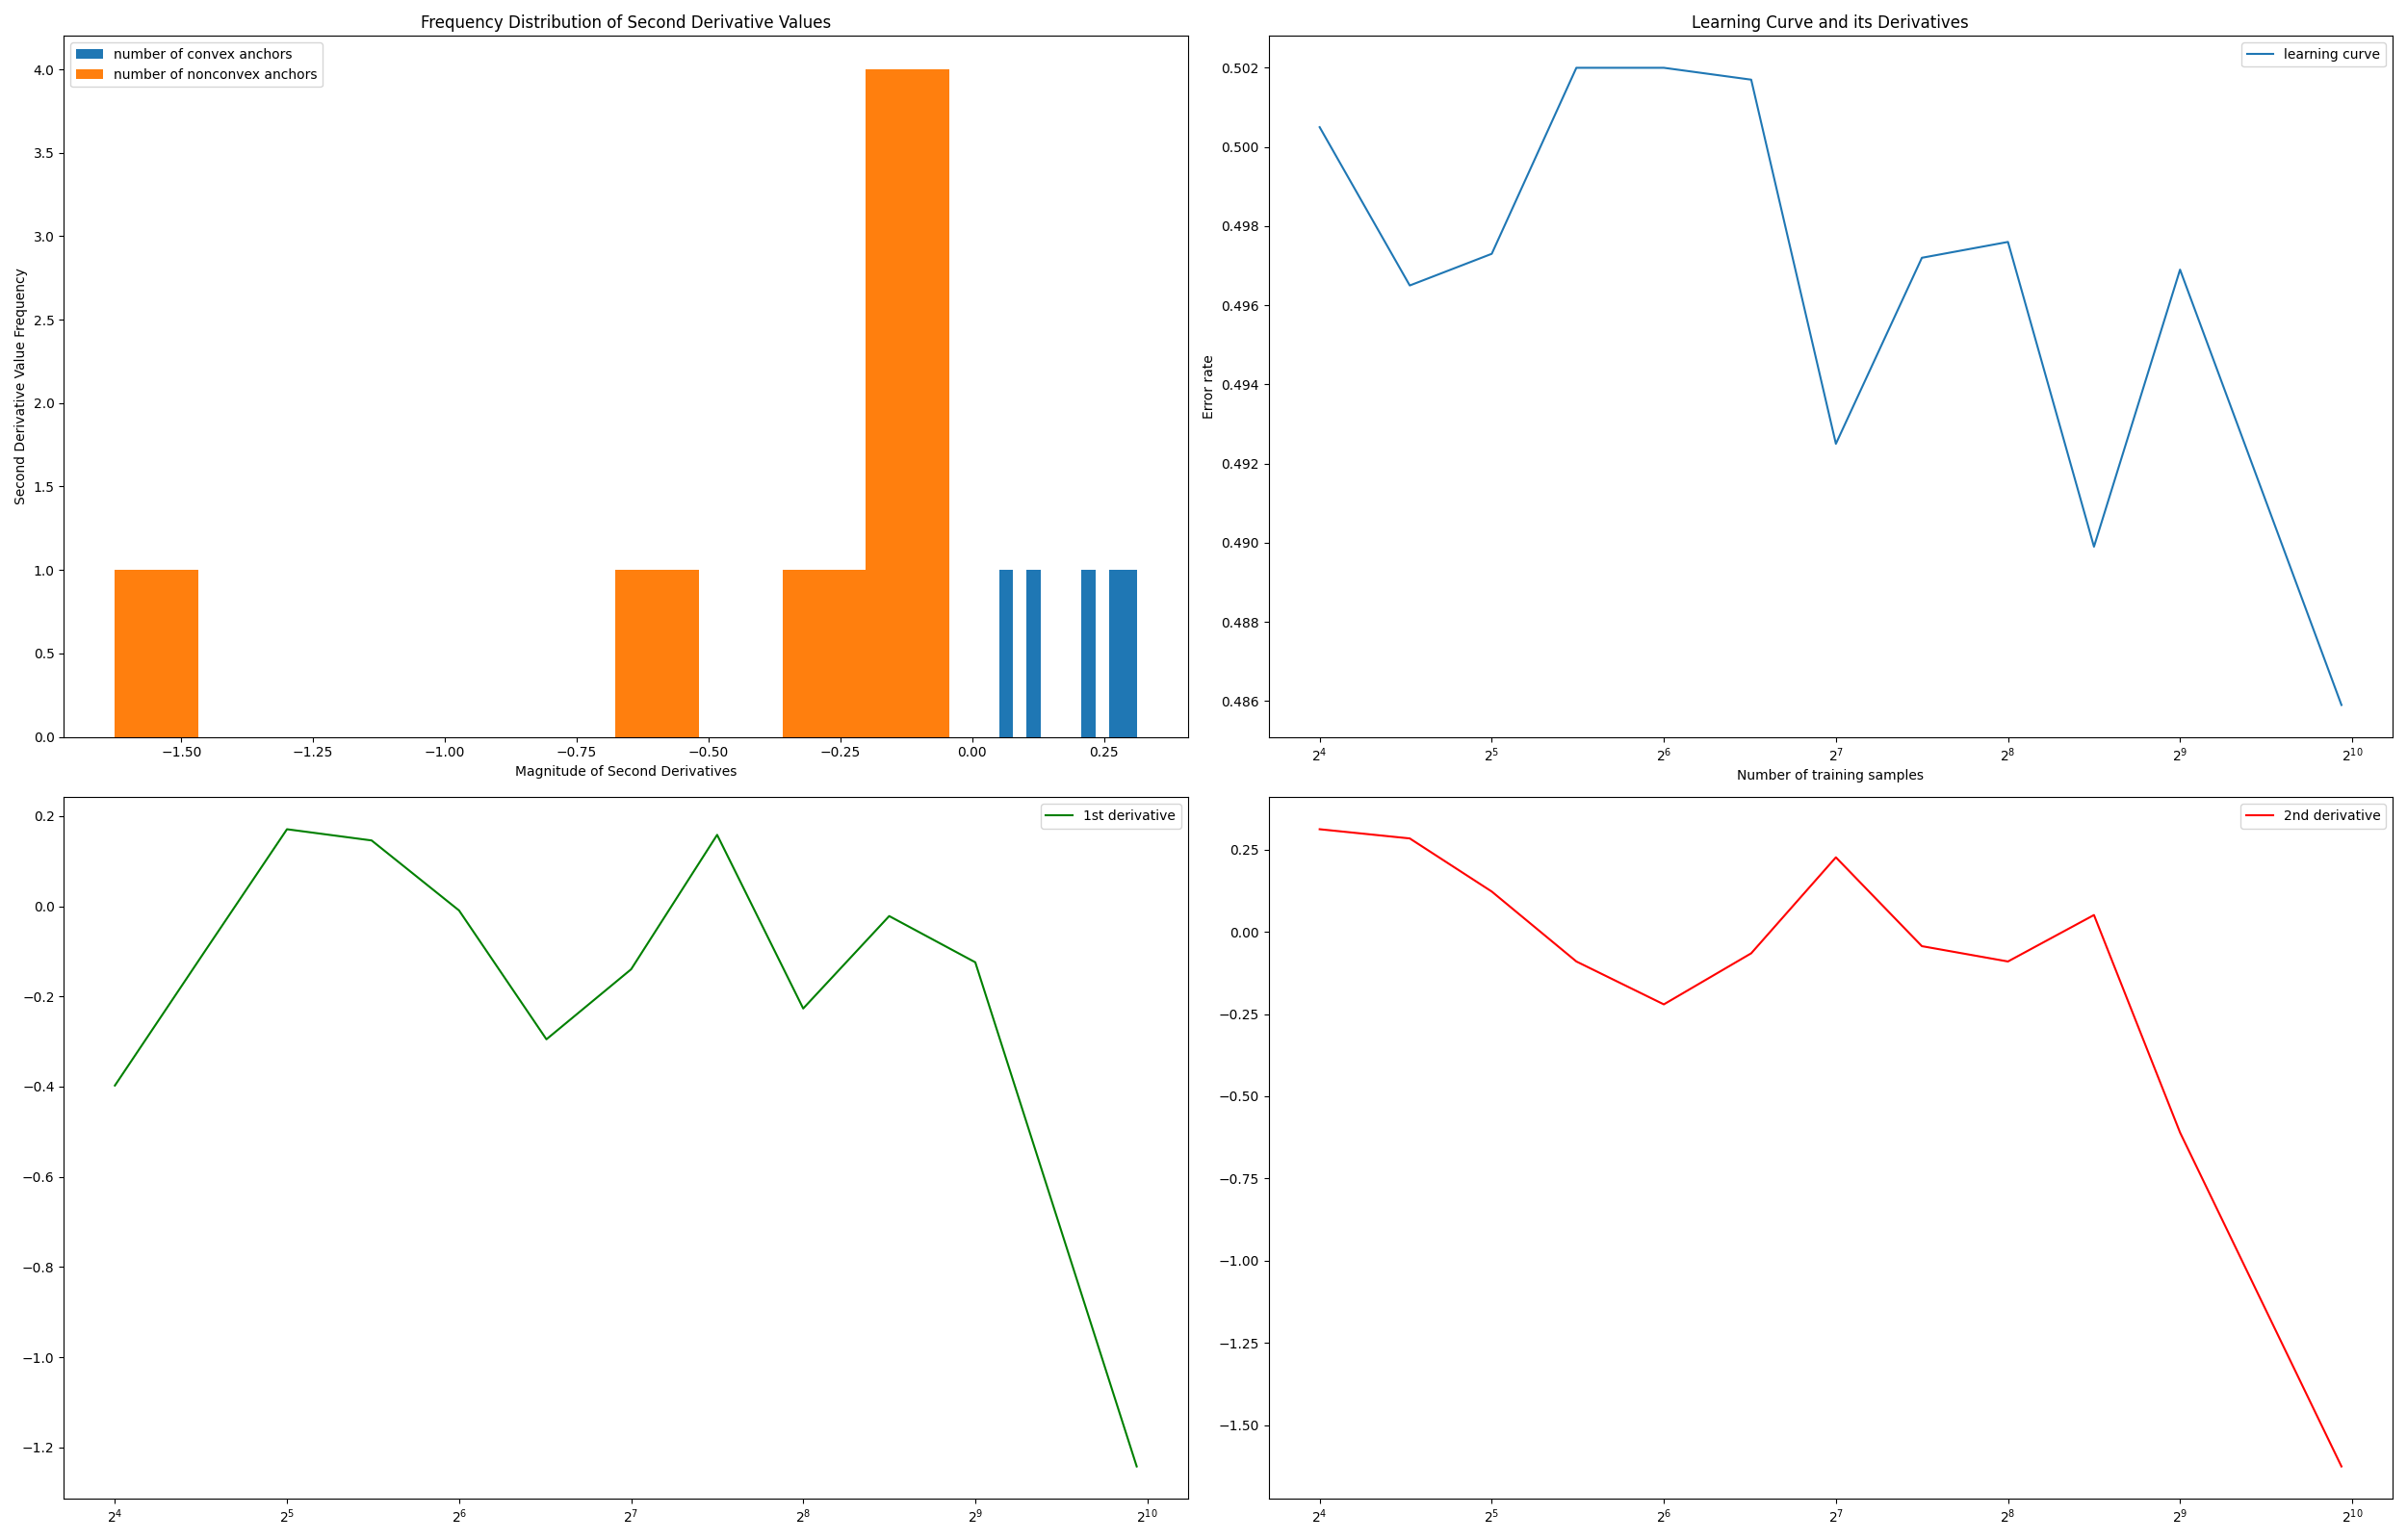 Frequency Distribution of Second Derivative Values
number of convex anchors
number of nonconvex anchors
Second Derivative Value Frequency
4.0
3.5
3.0
2.5
2.0
1.5
1.0
0.5
0.0
−1.50 −1.25 −1.00 −0.75 −0.50 −0.25 0.00 0.25
Magnitude of Second Derivatives
Learning Curve and its Derivatives
learning curve
Error rate
0.502
0.500
0.498
0.496
0.494
0.492
0.490
0.488
0.486
2⁴ 2⁵ 2⁶ 2⁷ 2⁸ 2⁹ 2¹⁰
Number of training samples
1st derivative
0.2
0.0
−0.2
−0.4
−0.6
−0.8
−1.0
−1.2
2⁴ 2⁵ 2⁶ 2⁷ 2⁸ 2⁹ 2¹⁰
2nd derivative
0.25
0.00
−0.25
−0.50
−0.75
−1.00
−1.25
−1.50
2⁴ 2⁵ 2⁶ 2⁷ 2⁸ 2⁹ 2¹⁰